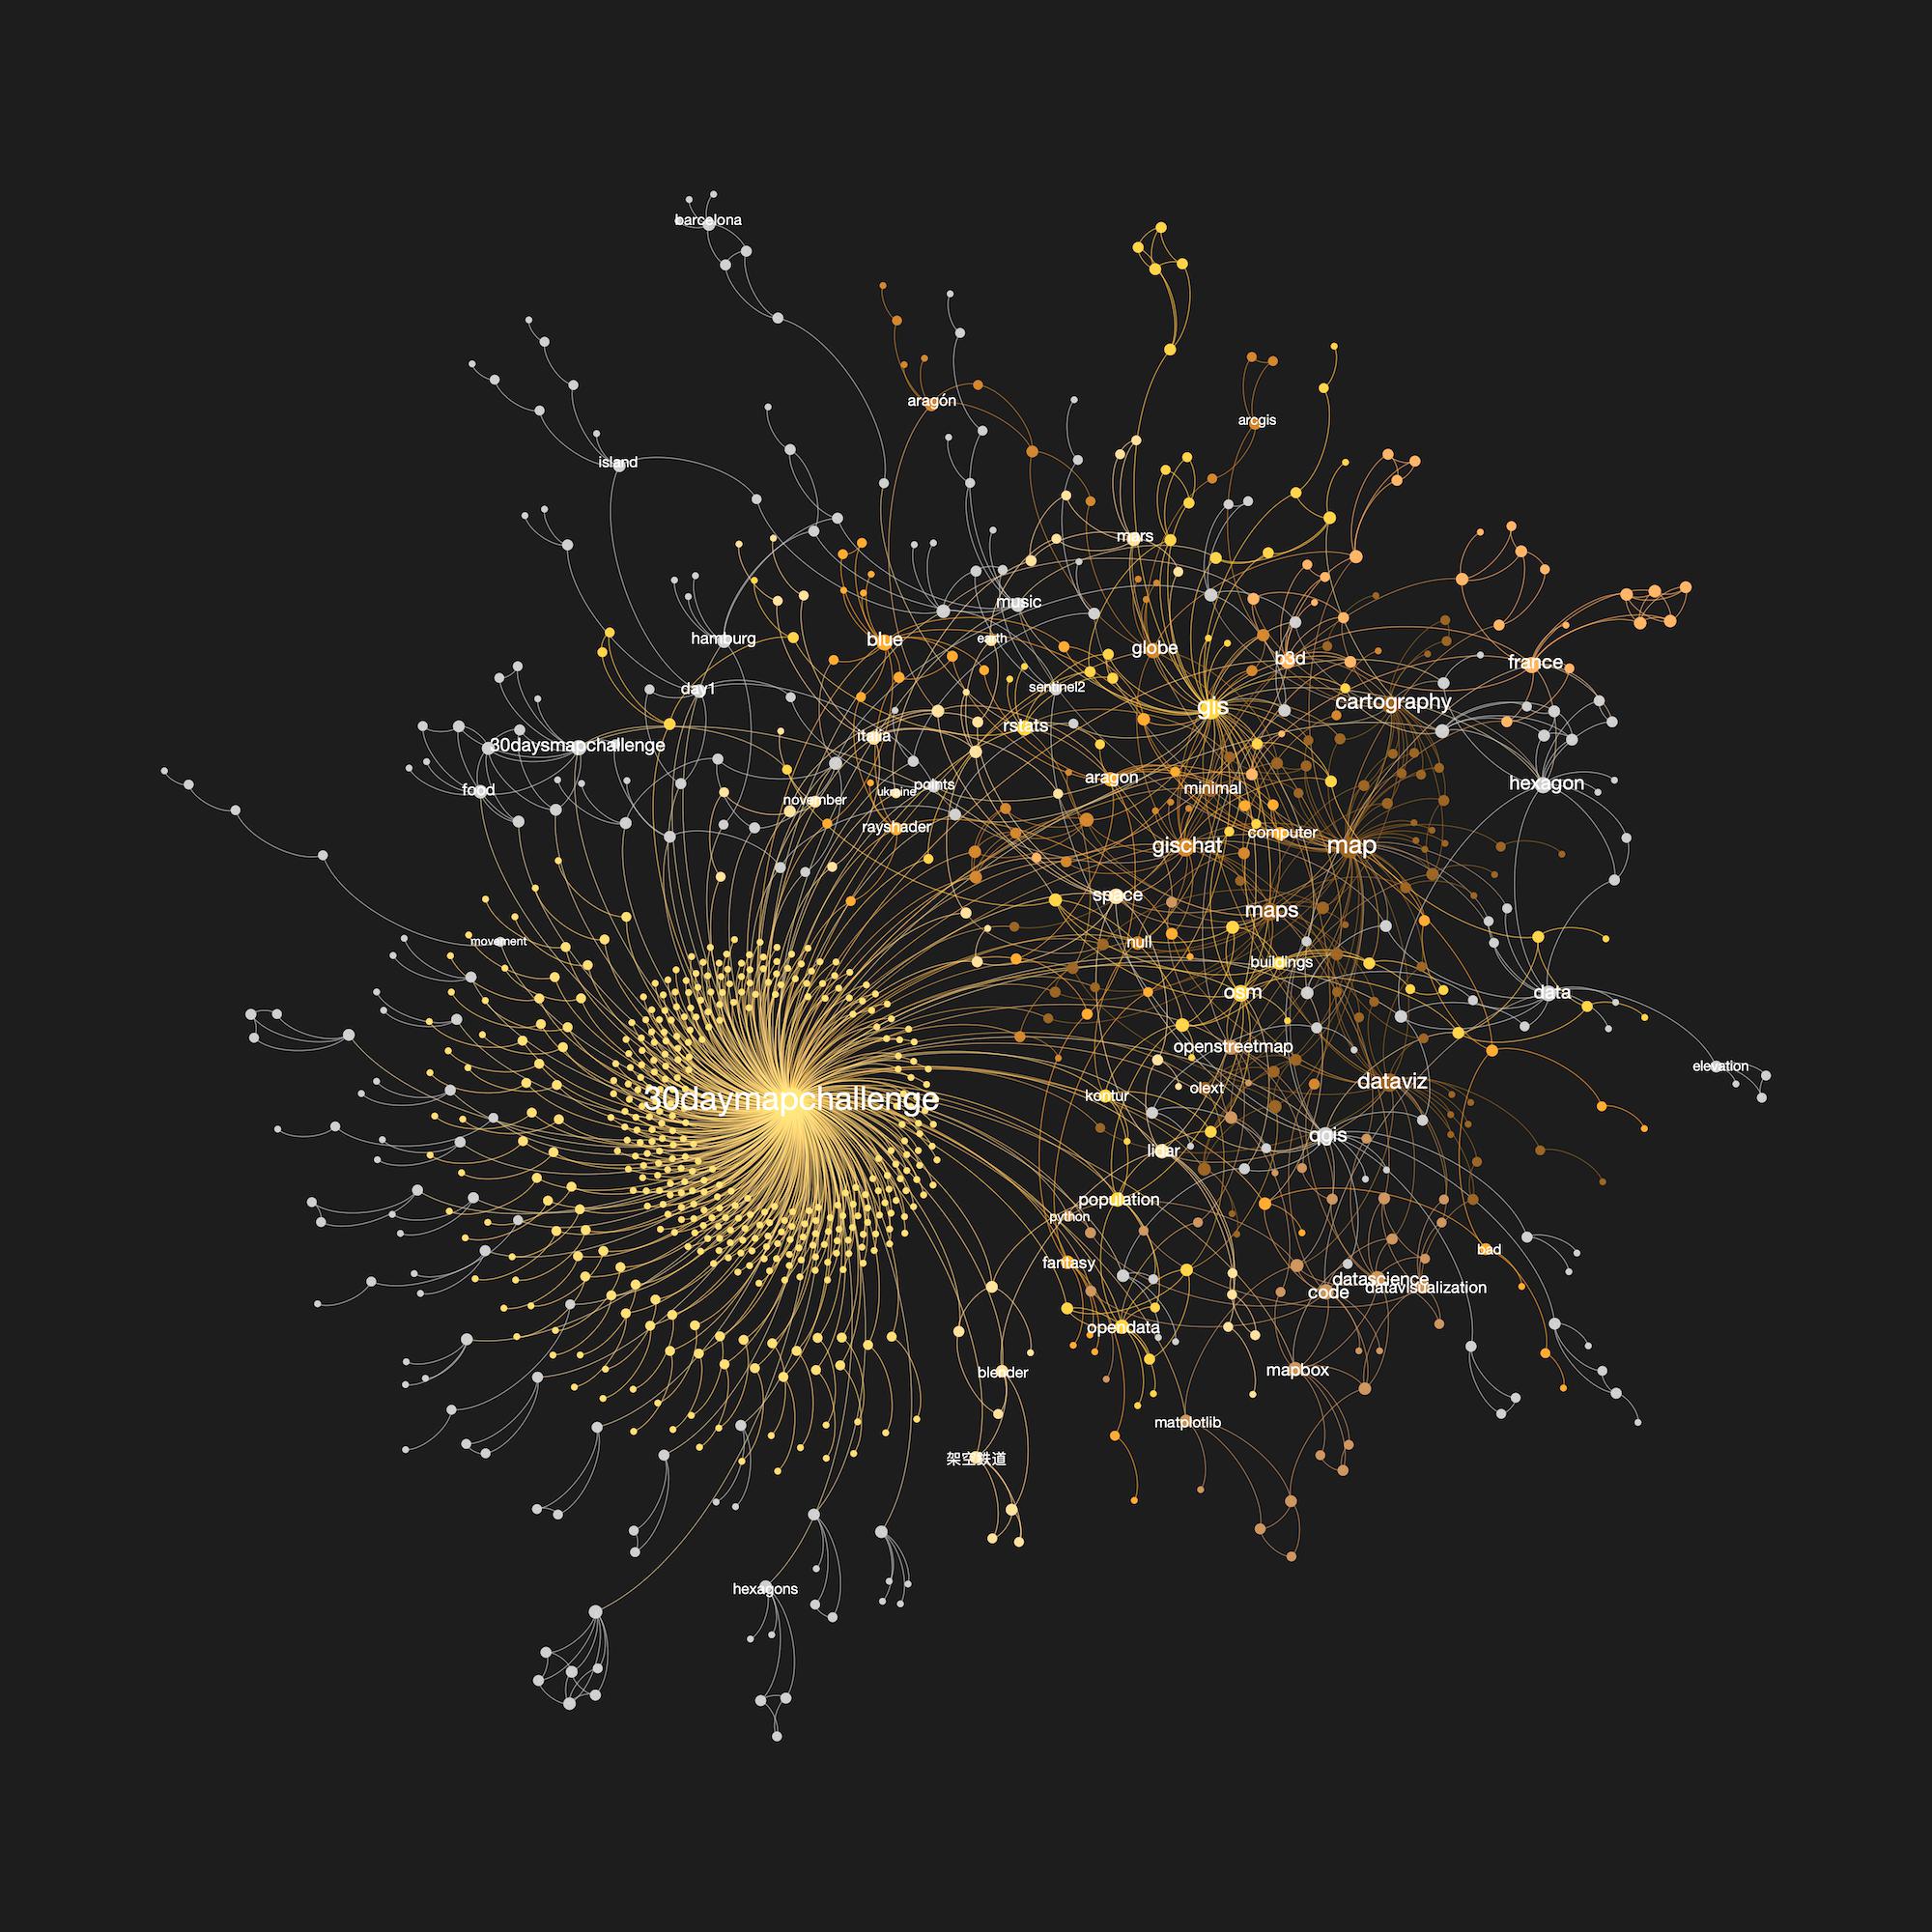 barcelona
aragón
arcgis
island
mars
music
hamburg
blue
earth
globe
b3d
france
day1
sentinel2
cartography
gis
rstats
italia
30daysmapchallenge
aragon
points
minimal
hexagon
food
ukraine
november
rayshader
computer
gischat
map
space
maps
movement
null
buildings
osm
data
openstreetmap
elevation
dataviz
olext
kontur
30daymapchallenge
qgis
lidar
population
python
bad
fantasy
datascience
datavisualization
code
opendata
mapbox
blender
matplotlib
架空鉄道
hexagons